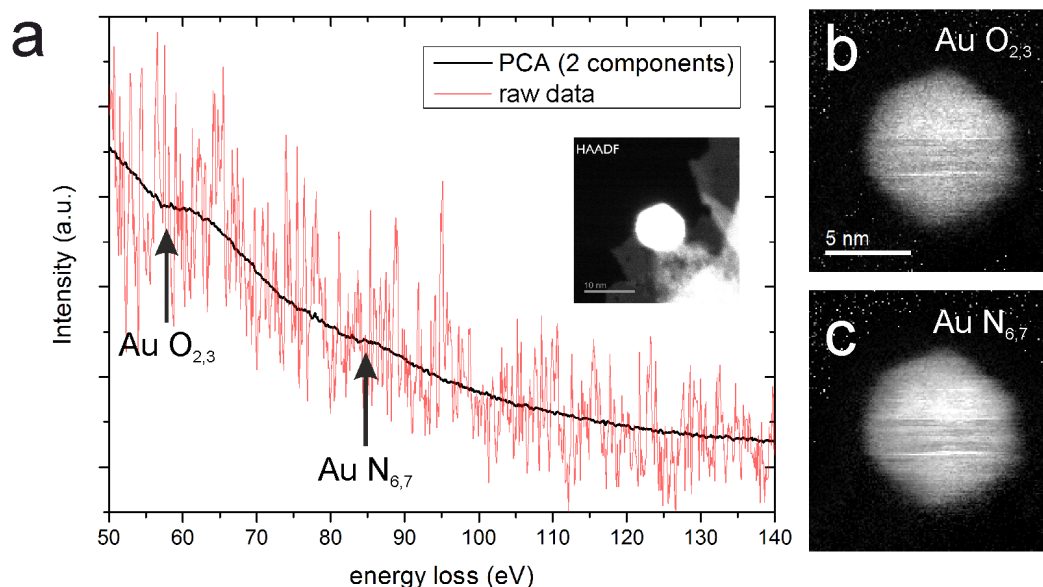 a
PCA (2 components)
raw data
HAADF
10 nm
Au O2,3
Au N6,7
Intensity (a.u.)
50 60 70 80 90 100 110 120 130 140
energy loss (eV)
b
Au O2,3
5 nm
c
Au N6,7